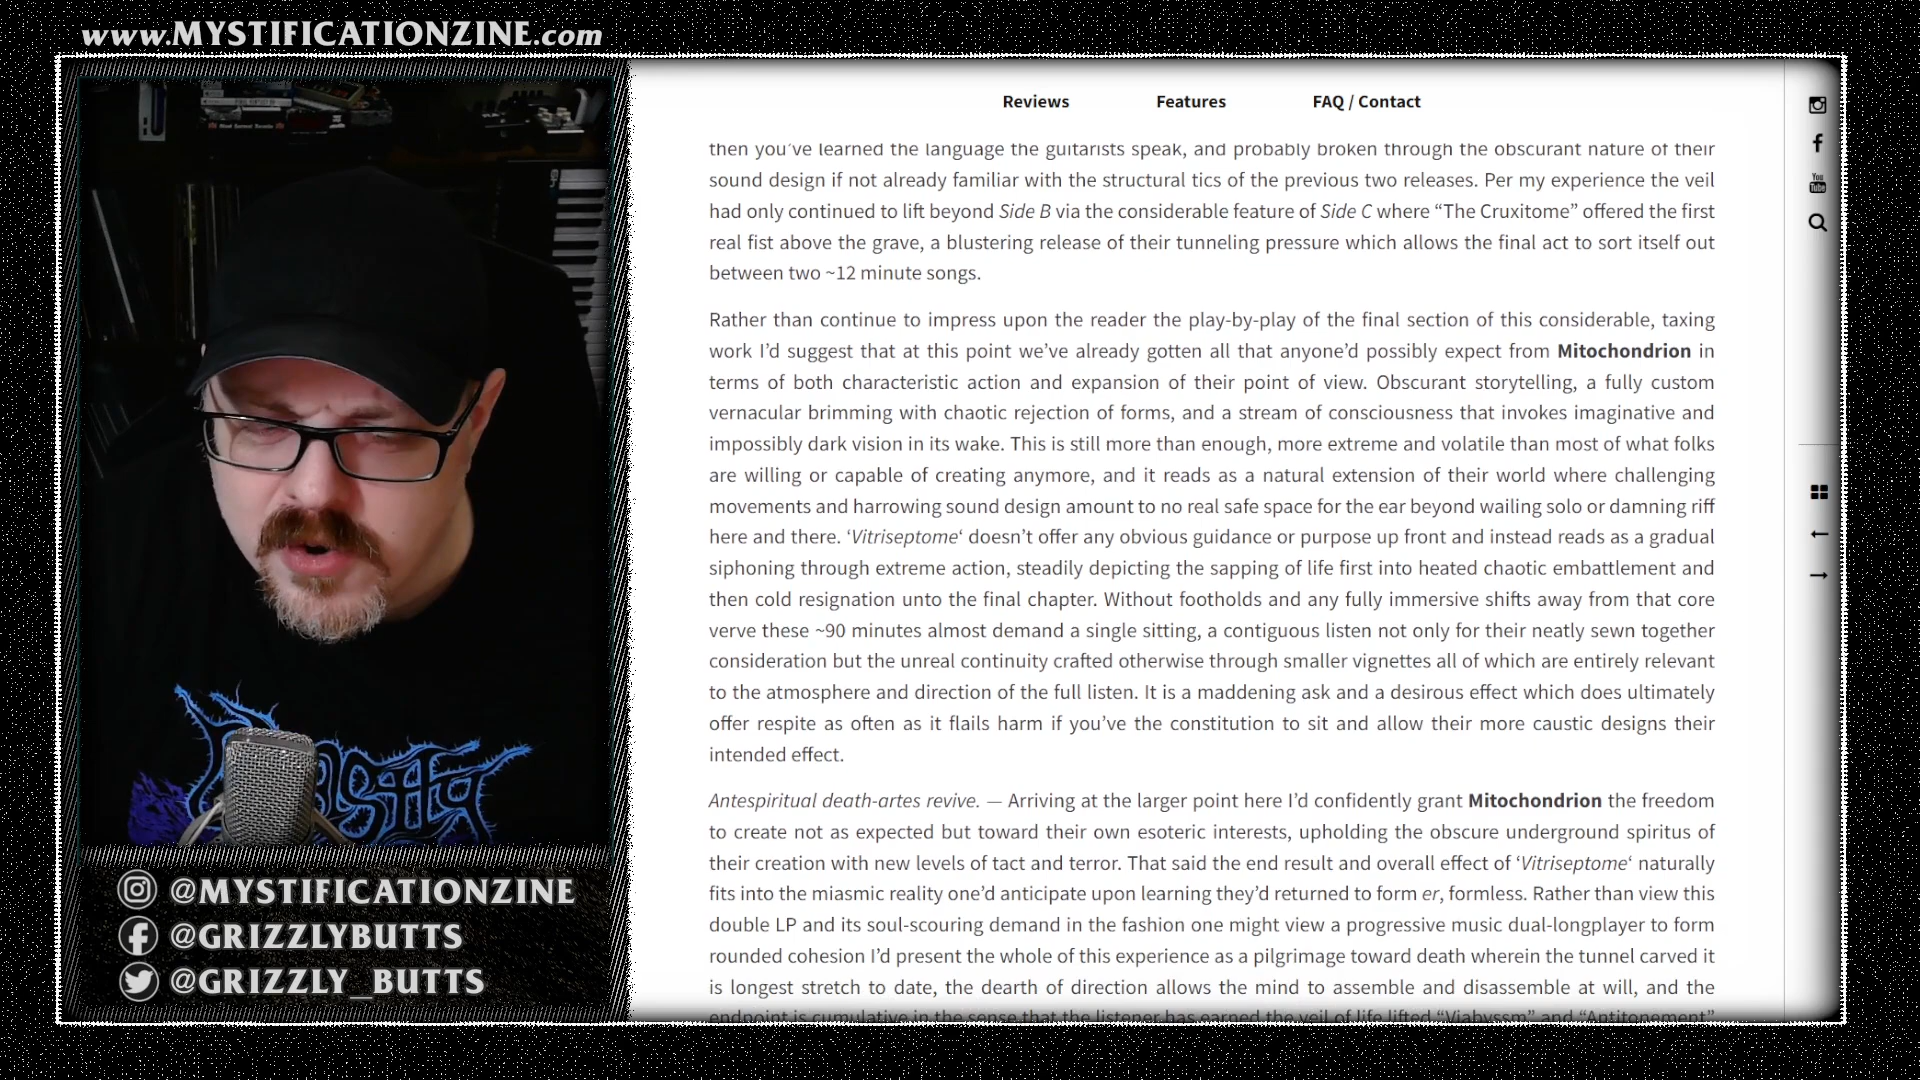 www.MYSTIFICATIONZINE.com
Reviews
Features
FAQ / Contact
then you've learned the language the guitarists speak, and probably broken through the obscurant nature of their
sound design if not already familiar with the structural tics of the previous two releases. Per my experience the veil
had only continued to lift beyond Side B via the considerable feature of Side C where “The Cruxitome” offered the first
real fist above the grave, a blustering release of their tunneling pressure which allows the final act to sort itself out
between two ~12 minute songs.
Rather than continue to impress upon the reader the play-by-play of the final section of this considerable, taxing
work I’d suggest that at this point we’ve already gotten all that anyone’d possibly expect from Mitochondrion in
terms of both characteristic action and expansion of their point of view. Obscurant storytelling, a fully custom
vernacular brimming with chaotic rejection of forms, and a stream of consciousness that invokes imaginative and
impossibly dark vision in its wake. This is still more than enough, more extreme and volatile than most of what folks
are willing or capable of creating anymore, and it reads as a natural extension of their world where challenging
movements and harrowing sound design amount to no real safe space for the ear beyond wailing solo or damning riff
here and there. ‘Vitriseptome‘ doesn’t offer any obvious guidance or purpose up front and instead reads as a gradual
siphoning through extreme action, steadily depicting the sapping of life first into heated chaotic embattlement and
then cold resignation unto the final chapter. Without footholds and any fully immersive shifts away from that core
verve these ~90 minutes almost demand a single sitting, a contiguous listen not only for their neatly sewn together
consideration but the unreal continuity crafted otherwise through smaller vignettes all of which are entirely relevant
to the atmosphere and direction of the full listen. It is a maddening ask and a desirous effect which does ultimately
offer respite as often as it flails harm if you’ve the constitution to sit and allow their more caustic designs their
intended effect.
Antespiritual death-artes revive. — Arriving at the larger point here I’d confidently grant Mitochondrion the freedom
to create not as expected but toward their own esoteric interests, upholding the obscure underground spiritus of
their creation with new levels of tact and terror. That said the end result and overall effect of ‘Vitriseptome‘ naturally
fits into the miasmic reality one’d anticipate upon learning they’d returned to form er, formless. Rather than view this
double LP and its soul-scouring demand in the fashion one might view a progressive music dual-longplayer to form
rounded cohesion I’d present the whole of this experience as a pilgrimage toward death wherein the tunnel carved it
is longest stretch to date, the dearth of direction allows the mind to assemble and disassemble at will, and the
endpoint is cumulative in the sense that the listener has earned the veil of life lifted “Viabyssm” and “Antitonement”
@MYSTIFICATIONZINE
@GRIZZLYBUTTS
@GRIZZLY_BUTTS